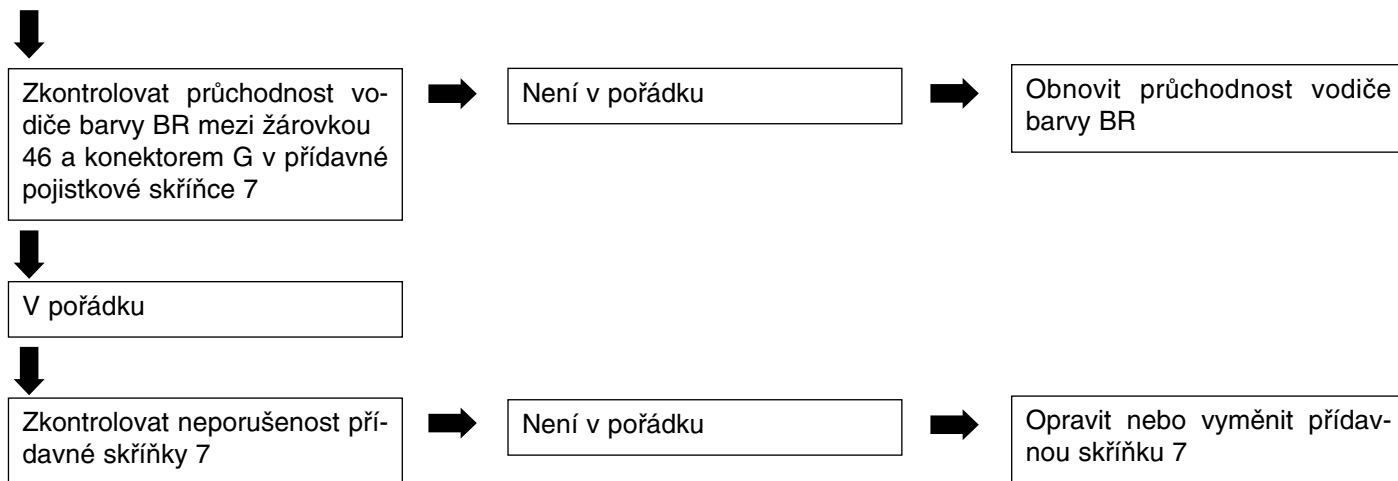 Zkontrolovat průchodnost vo-
diče barvy BR mezi žárovkou
46 a konektorem G v přídavné
pojistkové skříňce 7
Není v pořádku
Obnovit průchodnost vodiče
barvy BR
V pořádku
Zkontrolovat neporušenost pří-
davné skříňky 7
Není v pořádku
Opravit nebo vyměnit přídav-
nou skříňku 7